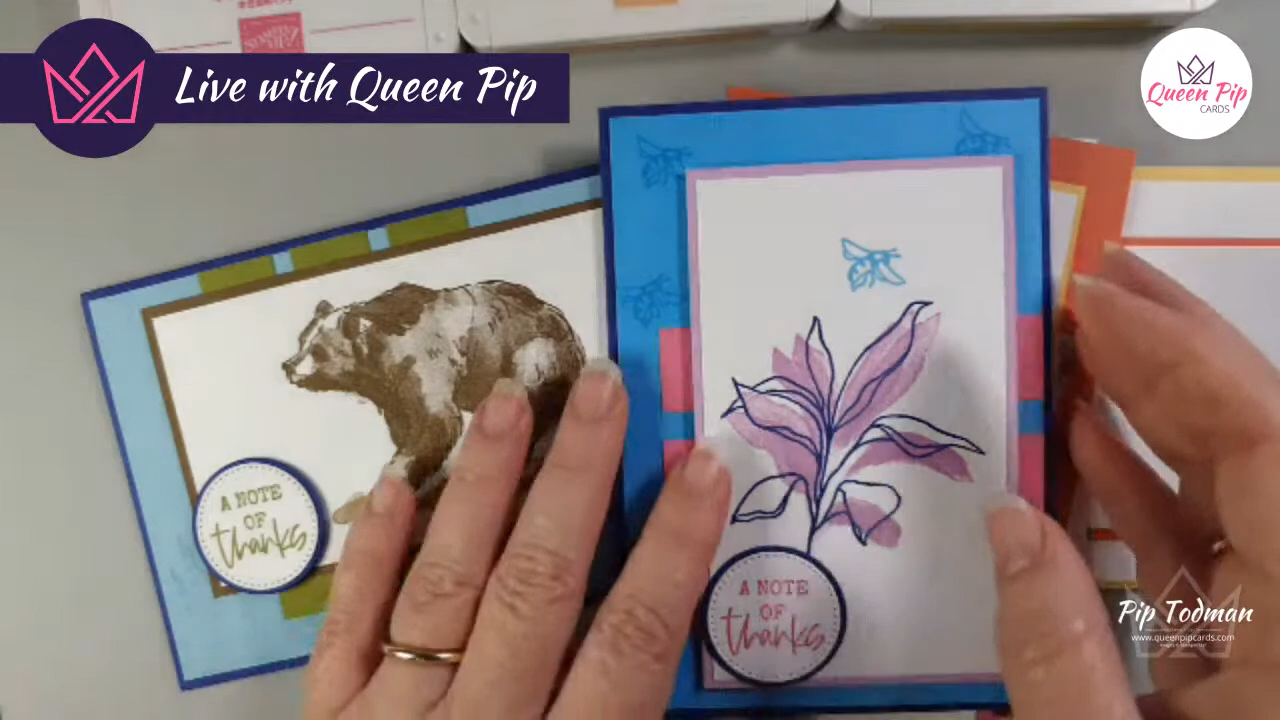 Live with Queen Pip
Queen Pip
CARDS
A NOTE
OF
thanks
A NOTE
OF
thanks
Pip Todman
www.queenpipcards.com